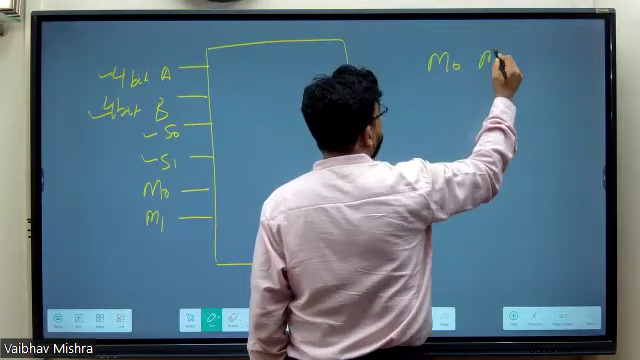 4 bit A
4 bit B
S0
S1
M0
M1
M0 M
Vaibhav Mishra